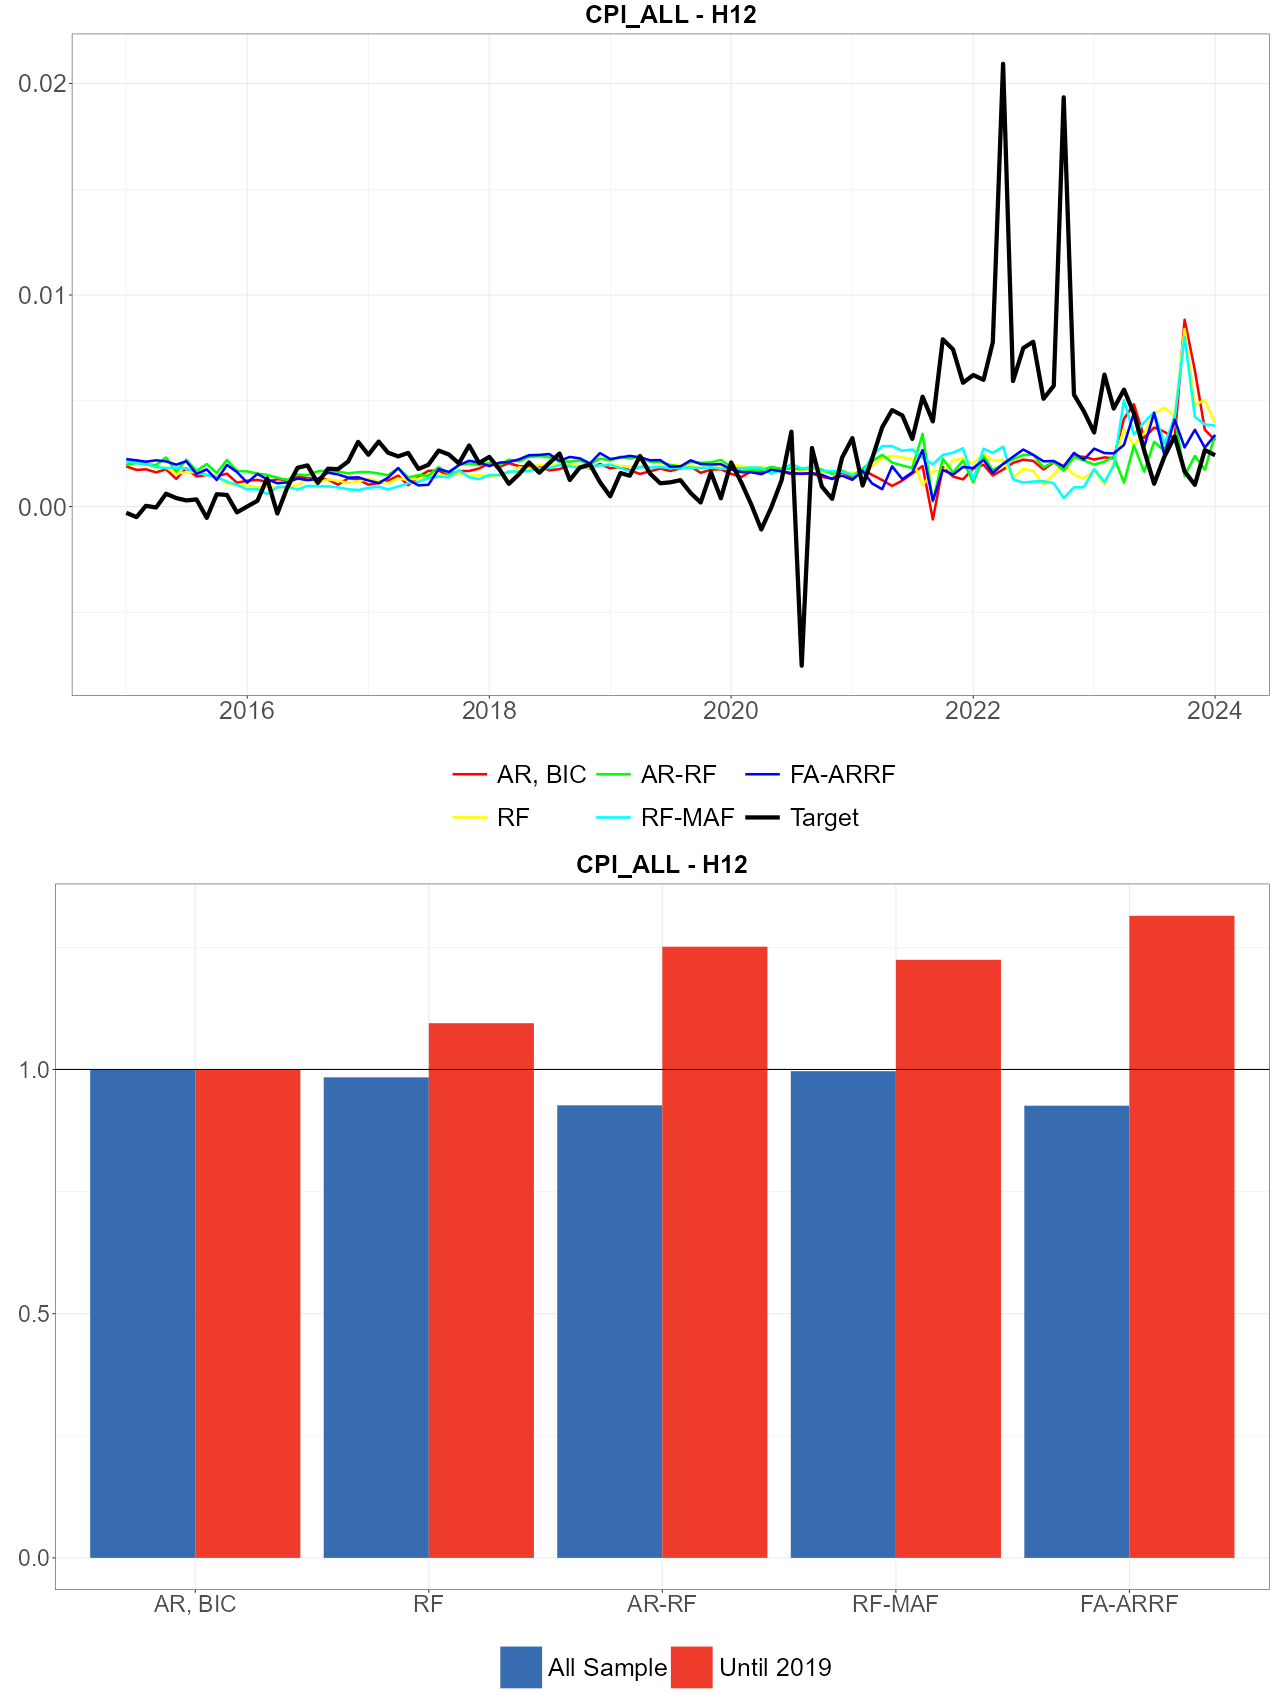 CPI_ALL - H12
0.02
0.01
0.00
2016 2018 2020 2022 2024
AR, BIC AR-RF FA-ARRF
RF RF-MAF Target
CPI_ALL - H12
1.0
0.5
0.0
AR, BIC RF AR-RF RF-MAF FA-ARRF
All Sample Until 2019